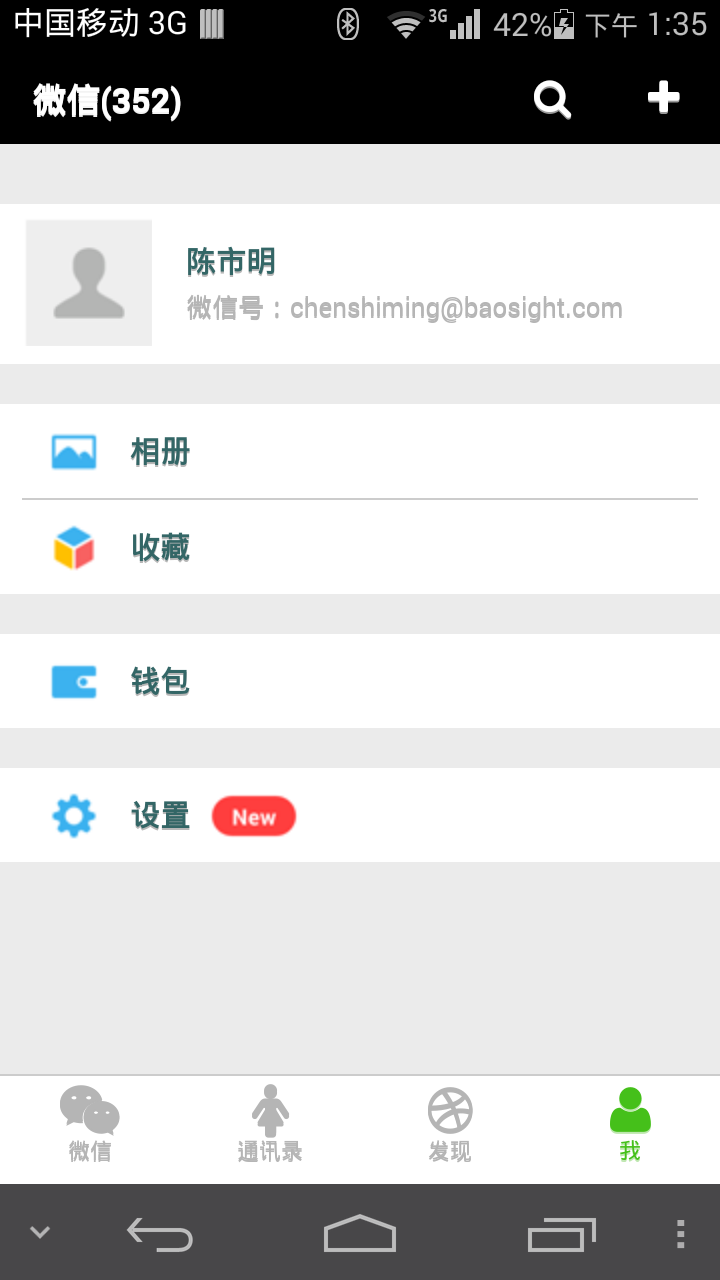 中国移动 3G 3G 42% 下午 1:35
微信(352)
陈市明
微信号：chenshiming@baosight.com
相册
收藏
钱包
设置 New
微信 通讯录 发现 我